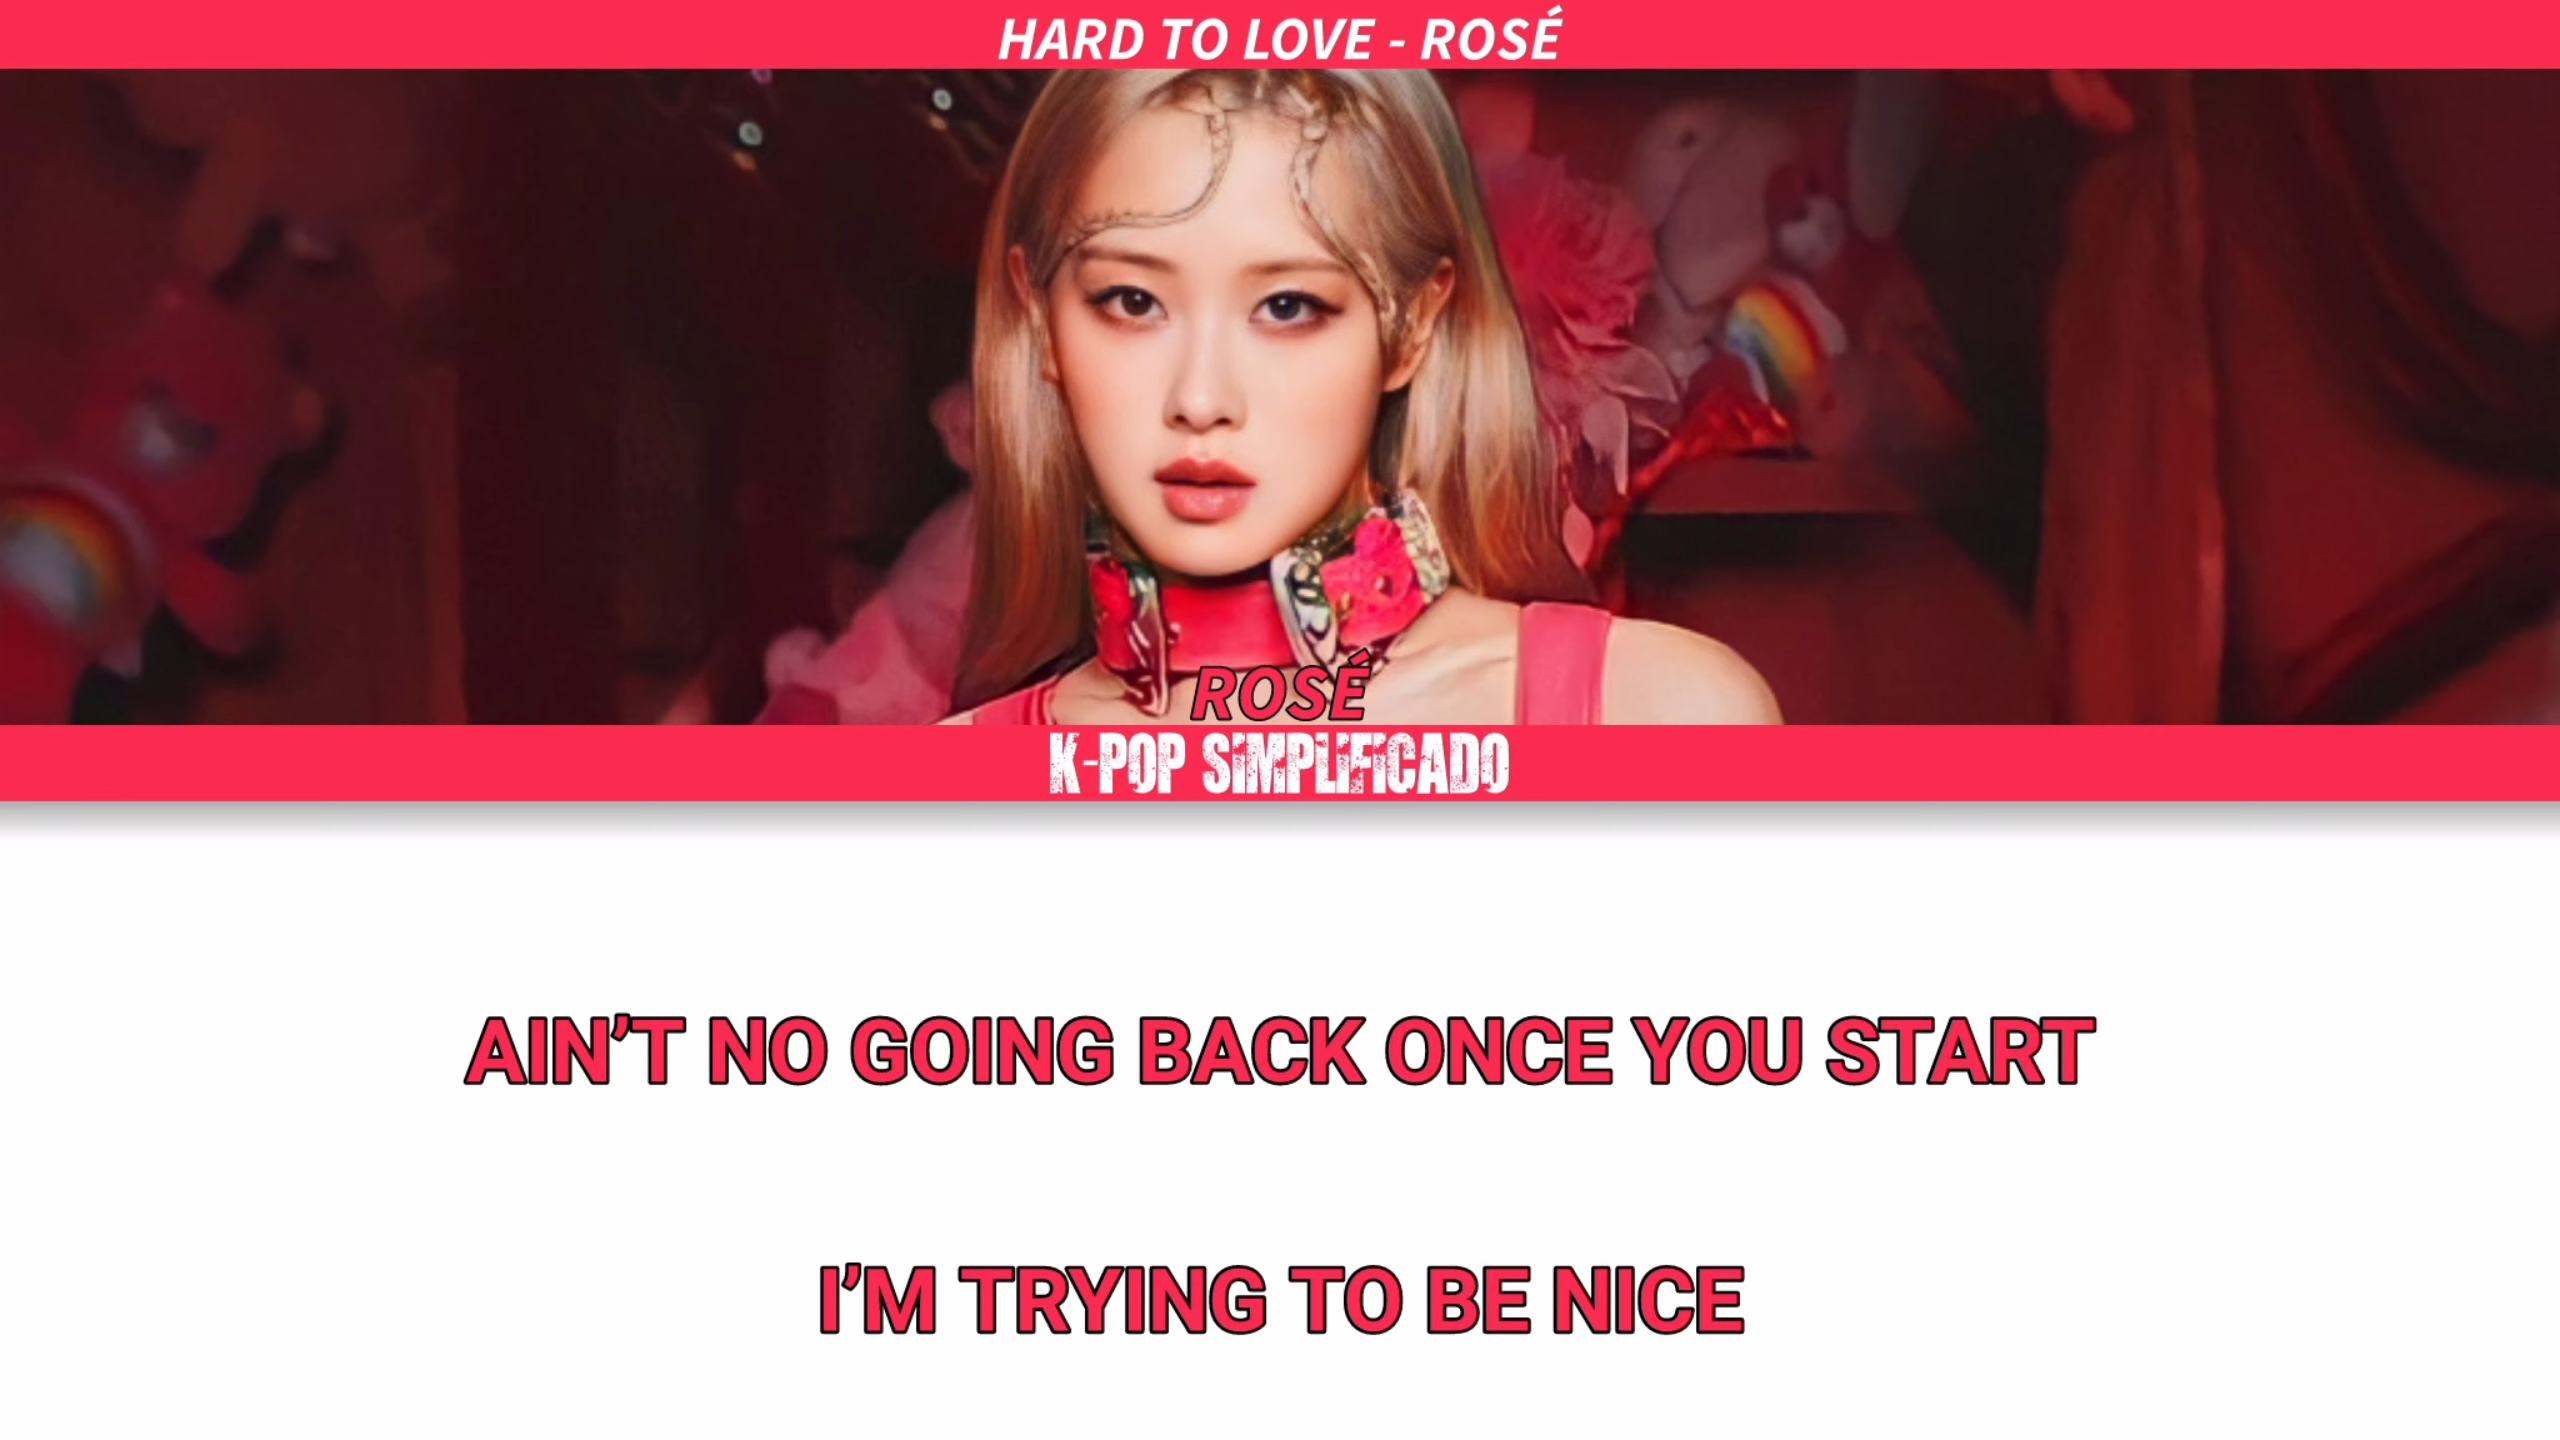 HARD TO LOVE - ROSÉ
ROSÉ
K-POP SIMPLIFICADO
AIN’T NO GOING BACK ONCE YOU START
I’M TRYING TO BE NICE